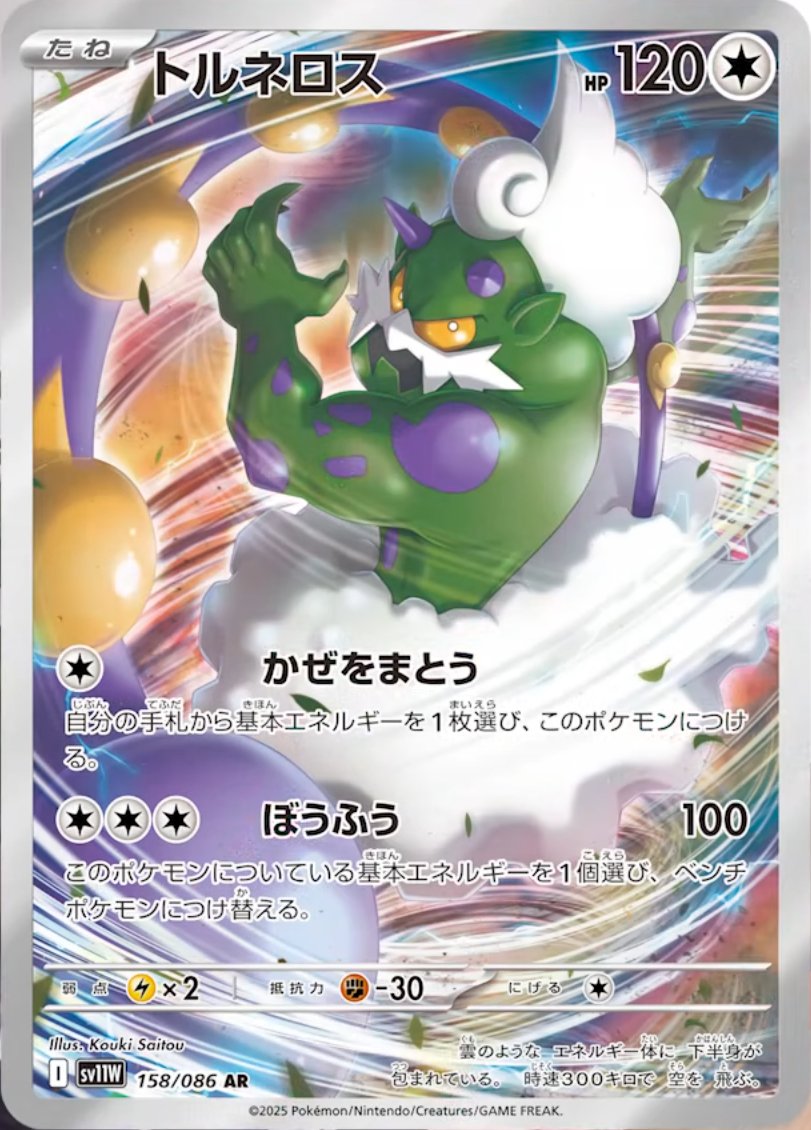 たね
トルネロス
HP 120
かぜをまとう
自分の手札から基本エネルギーを1枚選び、このポケモンにつけ
る。
ぼうふう 100
このポケモンについている基本エネルギーを1個選び、ベンチ
ポケモンにつけ替える。
弱点 ×2 抵抗力 -30 にげる
Illus. Kouki Saitou
雲のような エネルギー体に 下半身が
包まれている。 時速300キロで 空を 飛ぶ。
I sv11W 158/086 AR
©2025 Pokémon/Nintendo/Creatures/GAME FREAK.